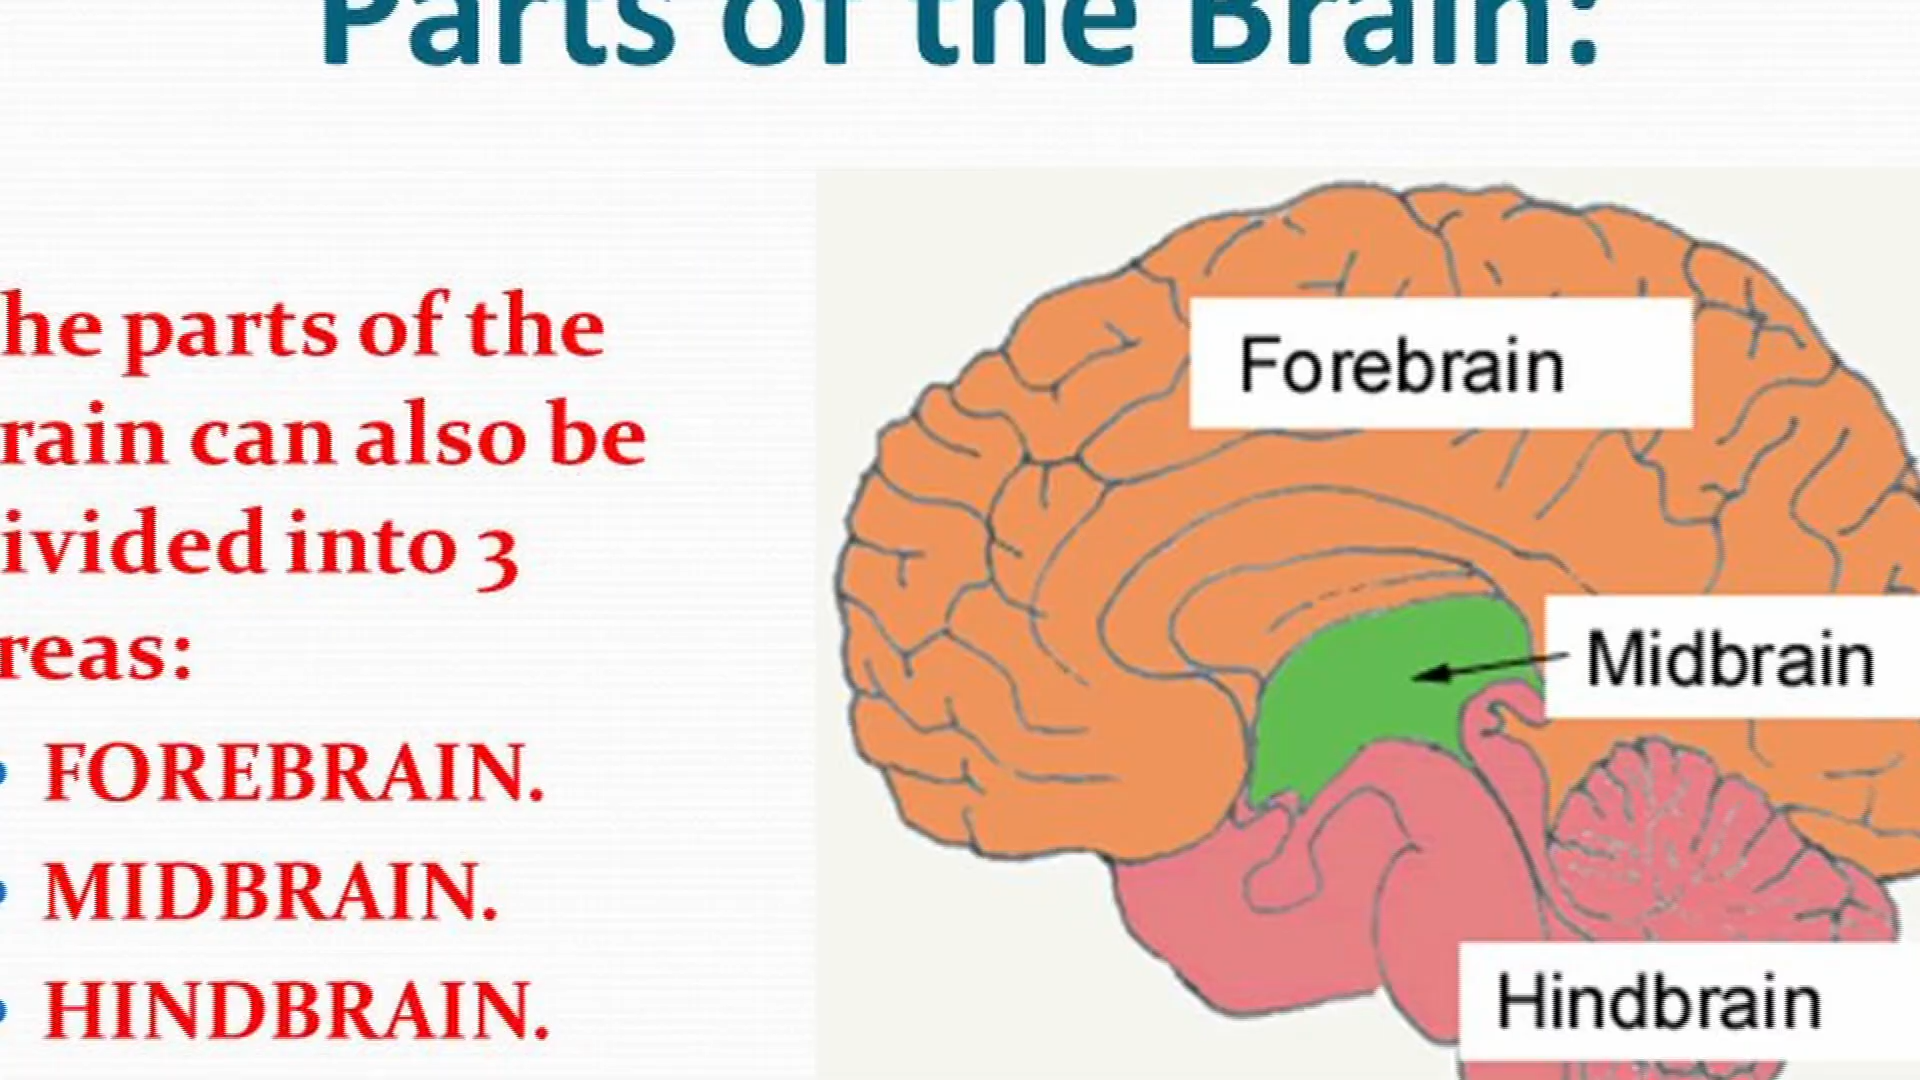 Parts of the Brain:
he parts of the
rain can also be
ivided into 3
reas:
• FOREBRAIN.
• MIDBRAIN.
• HINDBRAIN.
Forebrain
Midbrain
Hindbrain